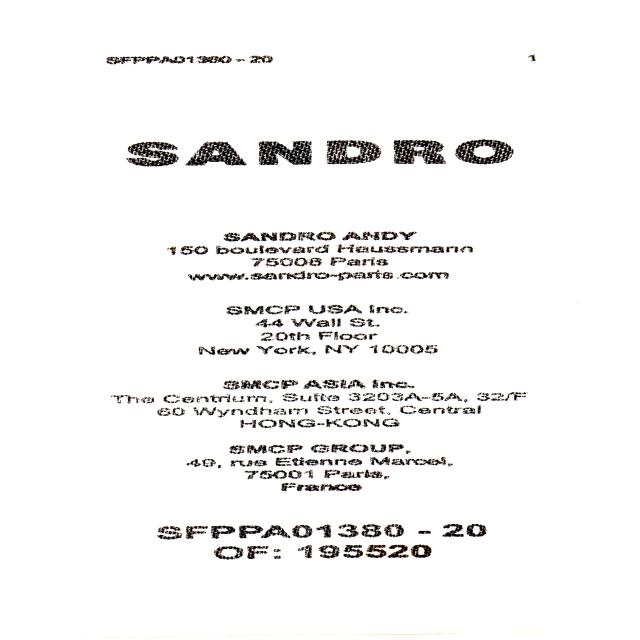 SFPPA01380 - 20 1
SANDRO
SANDRO ANDY
150 boulevard Haussmann
75008 Paris
www.sandro-paris.com
SMCP USA Inc.
44 Wall St.
20th Floor
New York, NY 10005
SMCP ASIA Inc.
The Centrium, Suite 3203A-5A, 32/F
60 Wyndham Street, Central
HONG-KONG
SMCP GROUP,
49, rue Etienne Marcel,
75001 Paris,
France
SFPPA01380 - 20
OF: 195520